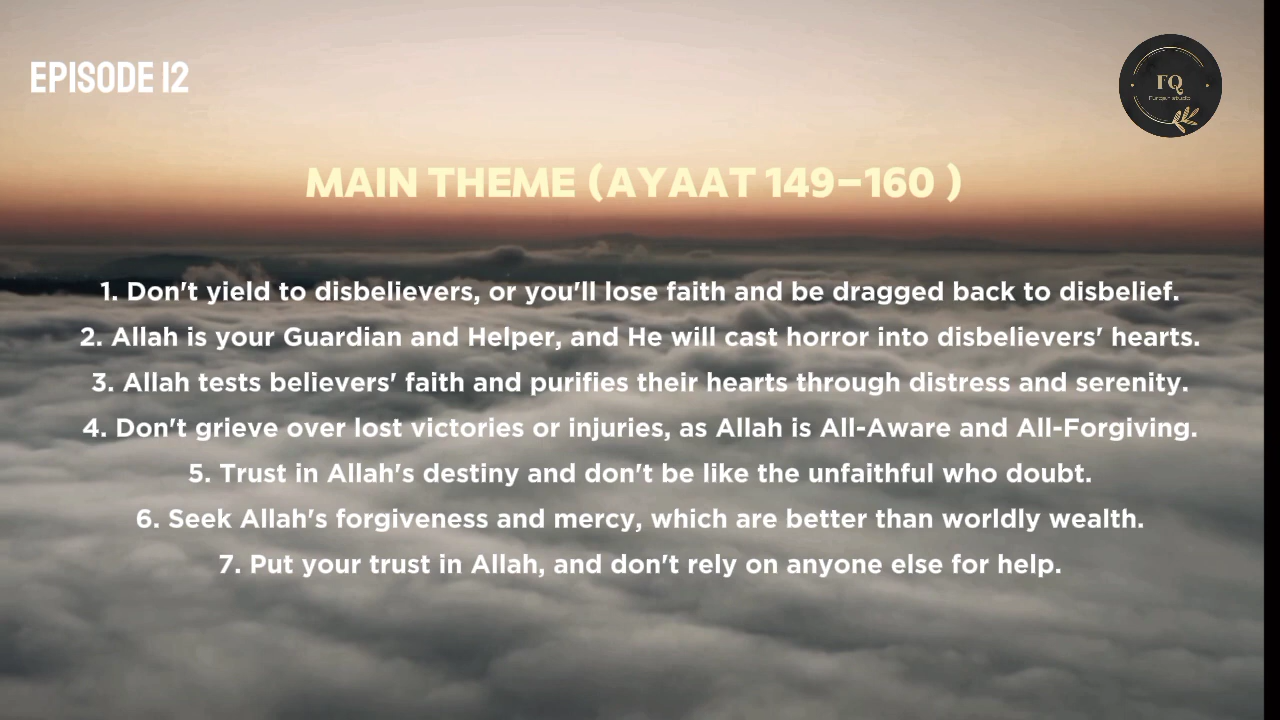 EPISODE 12
FQ
Furqan studio
MAIN THEME (AYAAT 149-160 )
1. Don't yield to disbelievers, or you'll lose faith and be dragged back to disbelief.
2. Allah is your Guardian and Helper, and He will cast horror into disbelievers' hearts.
3. Allah tests believers' faith and purifies their hearts through distress and serenity.
4. Don't grieve over lost victories or injuries, as Allah is All-Aware and All-Forgiving.
5. Trust in Allah's destiny and don't be like the unfaithful who doubt.
6. Seek Allah's forgiveness and mercy, which are better than worldly wealth.
7. Put your trust in Allah, and don't rely on anyone else for help.